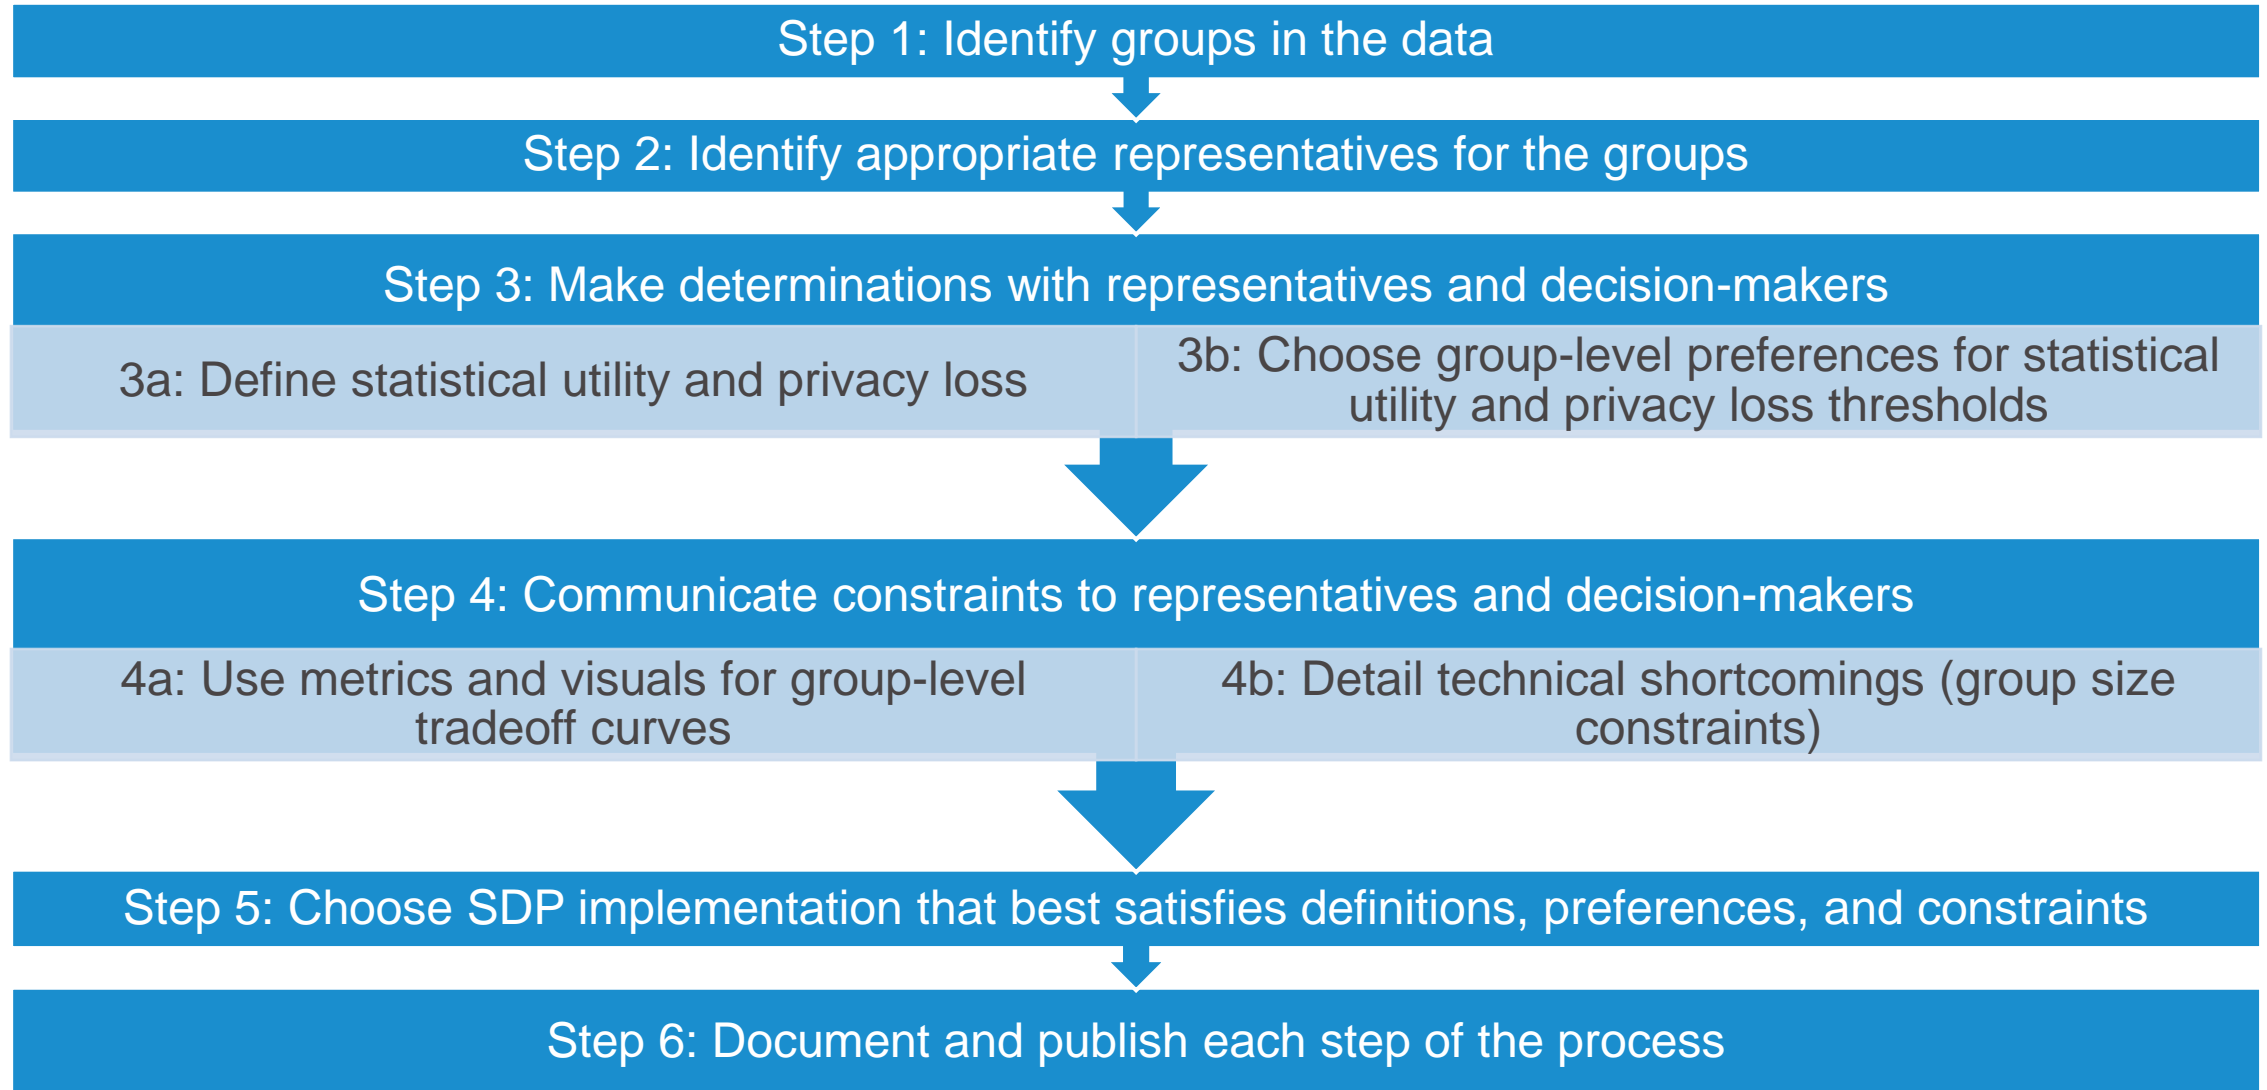 Step 1: Identify groups in the data
Step 2: Identify appropriate representatives for the groups
Step 3: Make determinations with representatives and decision-makers
3a: Define statistical utility and privacy loss
3b: Choose group-level preferences for statistical
utility and privacy loss thresholds
Step 4: Communicate constraints to representatives and decision-makers
4a: Use metrics and visuals for group-level
tradeoff curves
4b: Detail technical shortcomings (group size
constraints)
Step 5: Choose SDP implementation that best satisfies definitions, preferences, and constraints
Step 6: Document and publish each step of the process